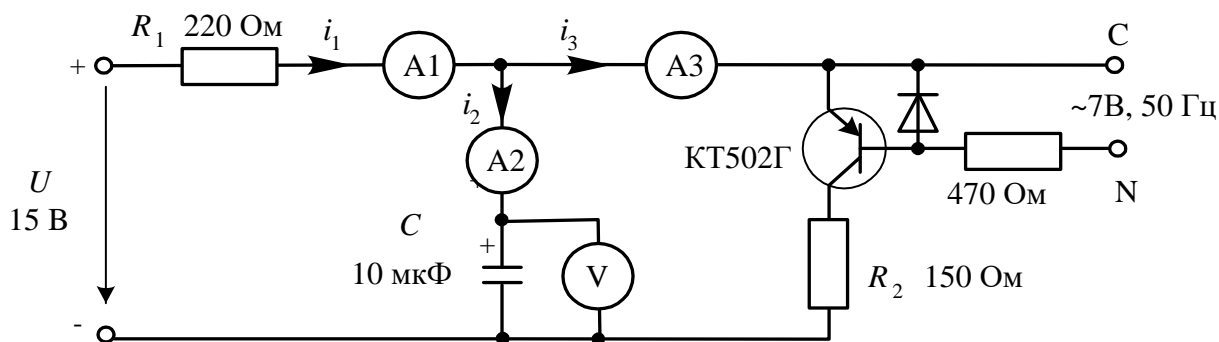 R1 220 Ом
i1
A1
i3
A3
C
+
i2
A2
КТ502Г
~7В, 50 Гц
470 Ом
N
U
15 В
C
10 мкФ
+
V
R2 150 Ом
-